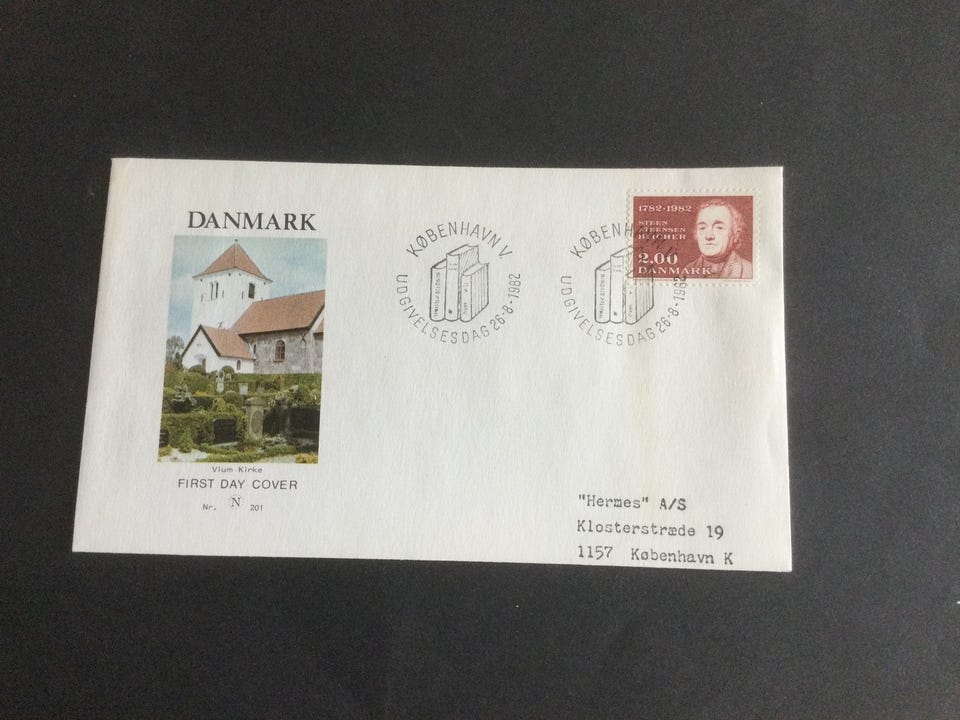 DANMARK
Vium Kirke
FIRST DAY COVER
Nr. N 201
KØBENHAVN V
UDGIVELSESDAG 26-8-1982
KØBENHAVN V
UDGIVELSESDAG 26-8-1982
1782·1982
STEEN
STEENSEN
BLICHER
2.00
DANMARK
"Hermes" A/S
Klosterstræde 19
1157 København K